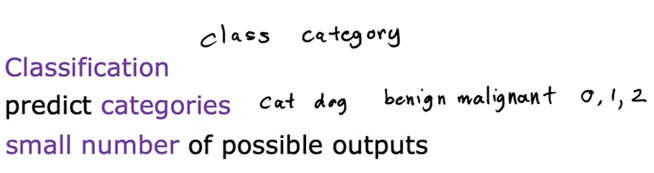 class category
Classification
predict categories cat dog benign malignant 0, 1, 2
small number of possible outputs